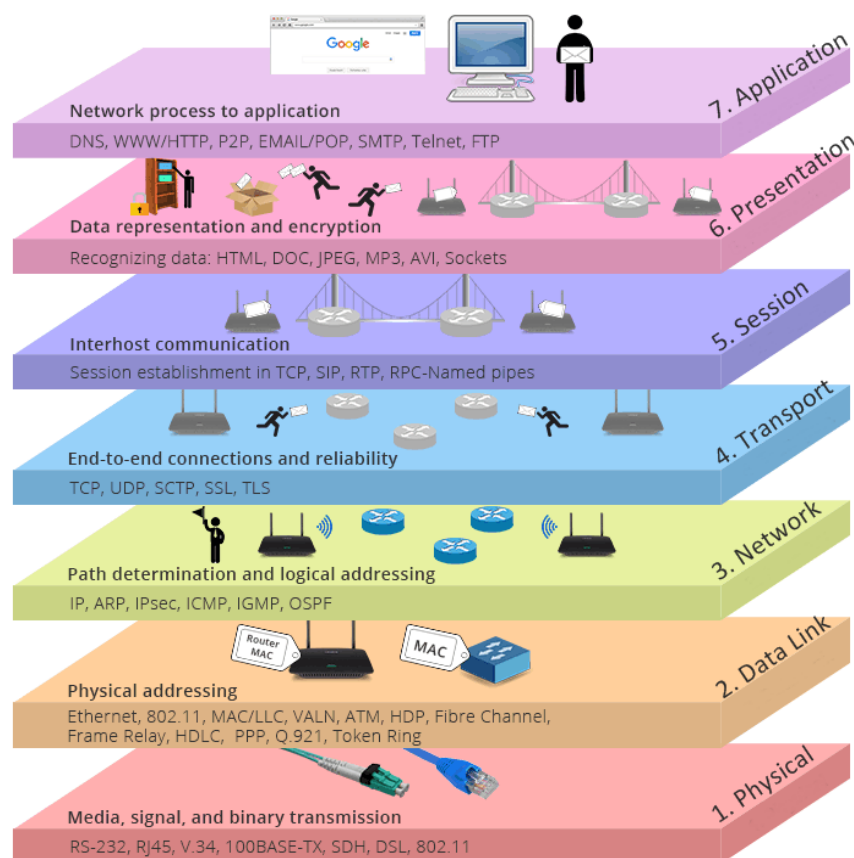 Google
Network process to application
DNS, WWW/HTTP, P2P, EMAIL/POP, SMTP, Telnet, FTP
7. Application
Data representation and encryption
Recognizing data: HTML, DOC, JPEG, MP3, AVI, Sockets
6. Presentation
Interhost communication
Session establishment in TCP, SIP, RTP, RPC-Named pipes
5. Session
End-to-end connections and reliability
TCP, UDP, SCTP, SSL, TLS
4. Transport
Path determination and logical addressing
IP, ARP, IPsec, ICMP, IGMP, OSPF
3. Network
Router
MAC
MAC
Physical addressing
Ethernet, 802.11, MAC/LLC, VALN, ATM, HDP, Fibre Channel,
Frame Relay, HDLC, PPP, Q.921, Token Ring
2. Data Link
Media, signal, and binary transmission
RS-232, RJ45, V.34, 100BASE-TX, SDH, DSL, 802.11
1. Physical